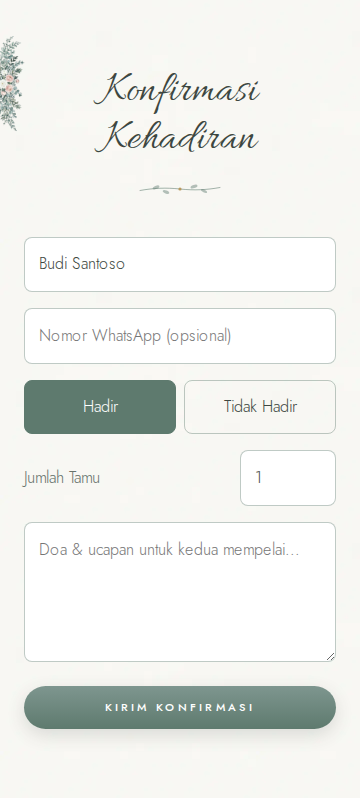 Konfirmasi
Kehadiran
Budi Santoso
Nomor WhatsApp (opsional)
Hadir
Tidak Hadir
Jumlah Tamu
1
Doa & ucapan untuk kedua mempelai...
KIRIM KONFIRMASI